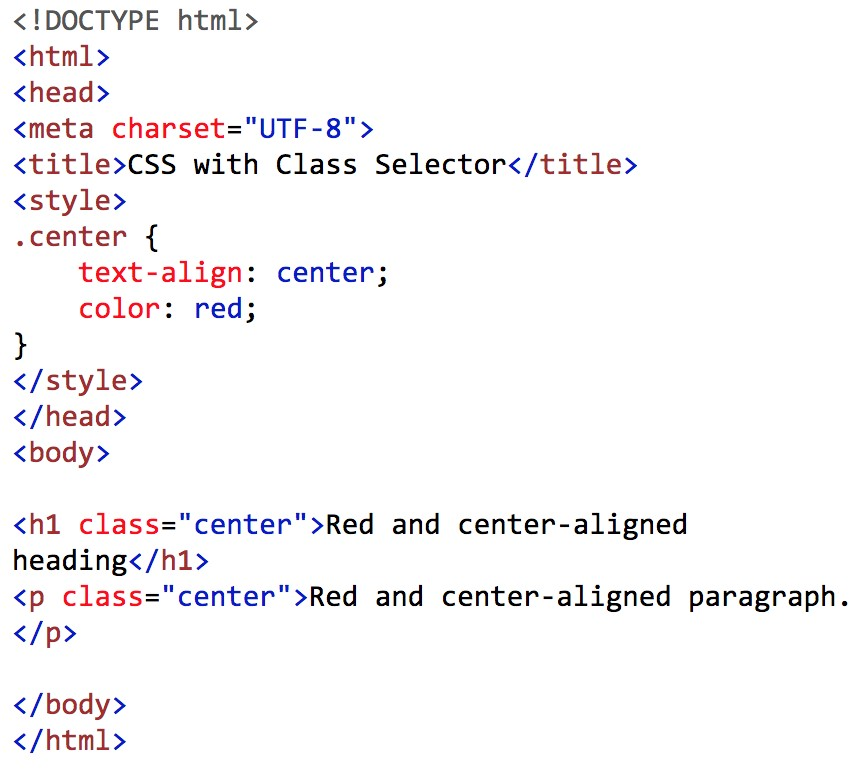 <!DOCTYPE html>
<html>
<head>
<meta charset="UTF-8">
<title>CSS with Class Selector</title>
<style>
.center {
    text-align: center;
    color: red;
}
</style>
</head>
<body>

<h1 class="center">Red and center-aligned
heading</h1>
<p class="center">Red and center-aligned paragraph.
</p>

</body>
</html>